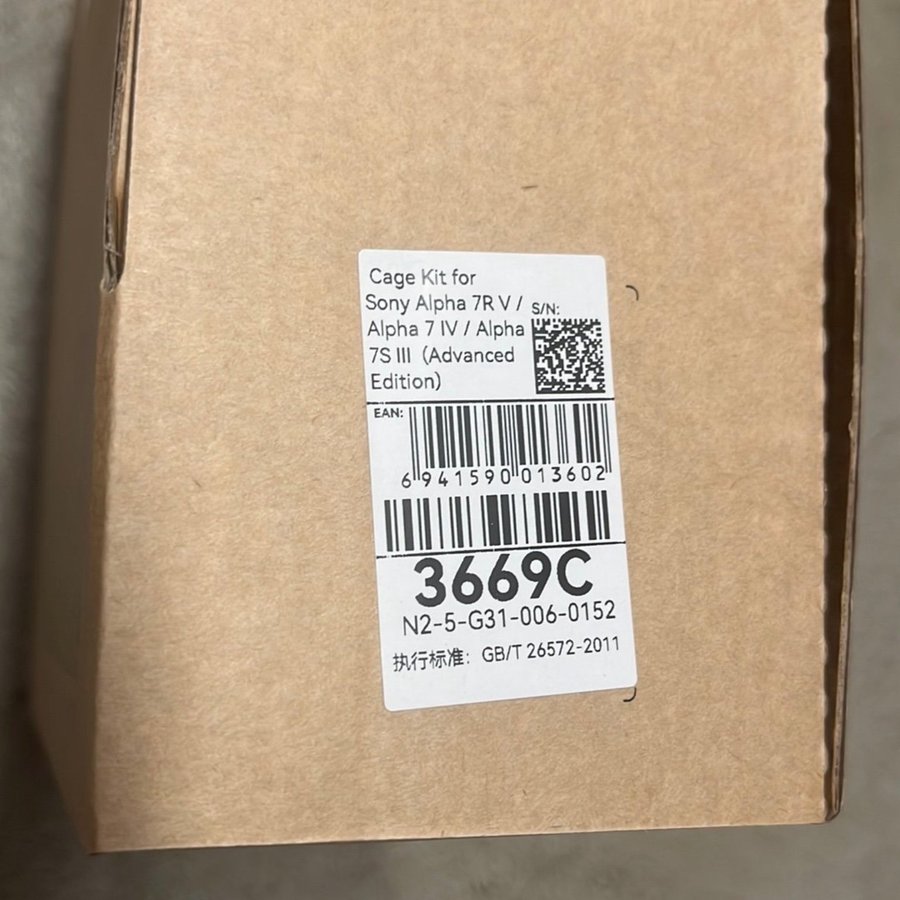 Cage Kit for
Sony Alpha 7R V /
Alpha 7 IV / Alpha
7S III (Advanced
Edition)
S/N:
EAN:
6 941590 013602
3669C
N2-5-G31-006-0152
执行标准：GB/T 26572-2011